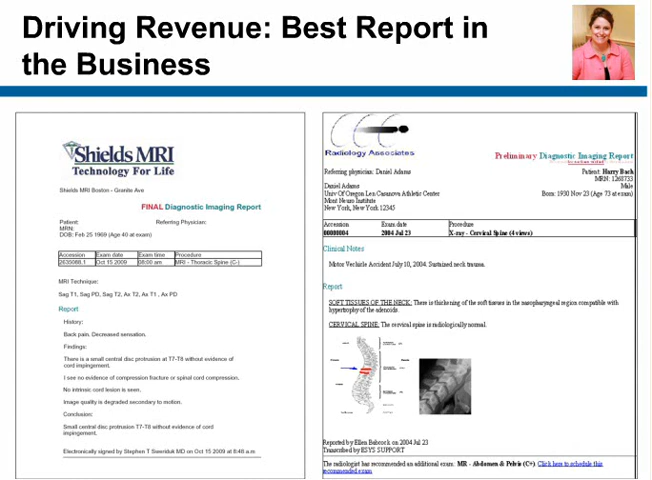 Driving Revenue: Best Report in
the Business
Shields MRI
Technology For Life
Shields MRI Boston - Granite Ave
FINAL Diagnostic Imaging Report
Patient: Referring Physician:
MRN:
DOB: Feb 25 1969 (Age 40 at exam)
Accession Exam date Exam time Procedure
2635088.1 Oct 15 2009 08:00 am MRI - Thoracic Spine (C-)
MRI Technique:
Sag T1, Sag PD, Sag T2, Ax T2, Ax T1 , Ax PD
Report
History:
Back pain. Decreased sensation.
Findings:
There is a small central disc protrusion at T7-T8 without evidence of
cord impingement.
I see no evidence of compression fracture or spinal cord compression.
No intrinsic cord lesion is seen.
Image quality is degraded secondary to motion.
Conclusion:
Small central disc protrusion T7-T8 without evidence of cord
impingement.
Electronically signed by Stephen T Sweriduk MD on Oct 15 2009 at 8:48 a.m
Radiology Associates
Preliminary Diagnostic Imaging Report
Referring physician: Daniel Adams
Patient: Harry Bach
MRN: 1268733
Male
Born: 1930 Nov 23 (Age 73 at exam)
Daniel Adams
Univ Of Oregon Len Casanova Athletic Center
Most Neuro Institute
New York, New York 12345
Accession Exam date Procedure
00000004 2004 Jul 23 X-ray - Cervical Spine (4 views)
Clinical Notes
Motor Vechicle Accident July 10, 2004. Sustained neck trauma.
Report
SOFT TISSUES OF THE NECK: There is thickening of the soft tissues in the nasopharyngeal region compatible with
hypertrophy of the adenoids.
CERVICAL SPINE: The cervical spine is radiologically normal.
Reported by Ellen Babcock on 2004 Jul 23
Transcribed by ESYS SUPPORT
The radiologist has recommended an additional exam: MR - Abdomen & Pelvis (C+). Click here to schedule this
recommended exam